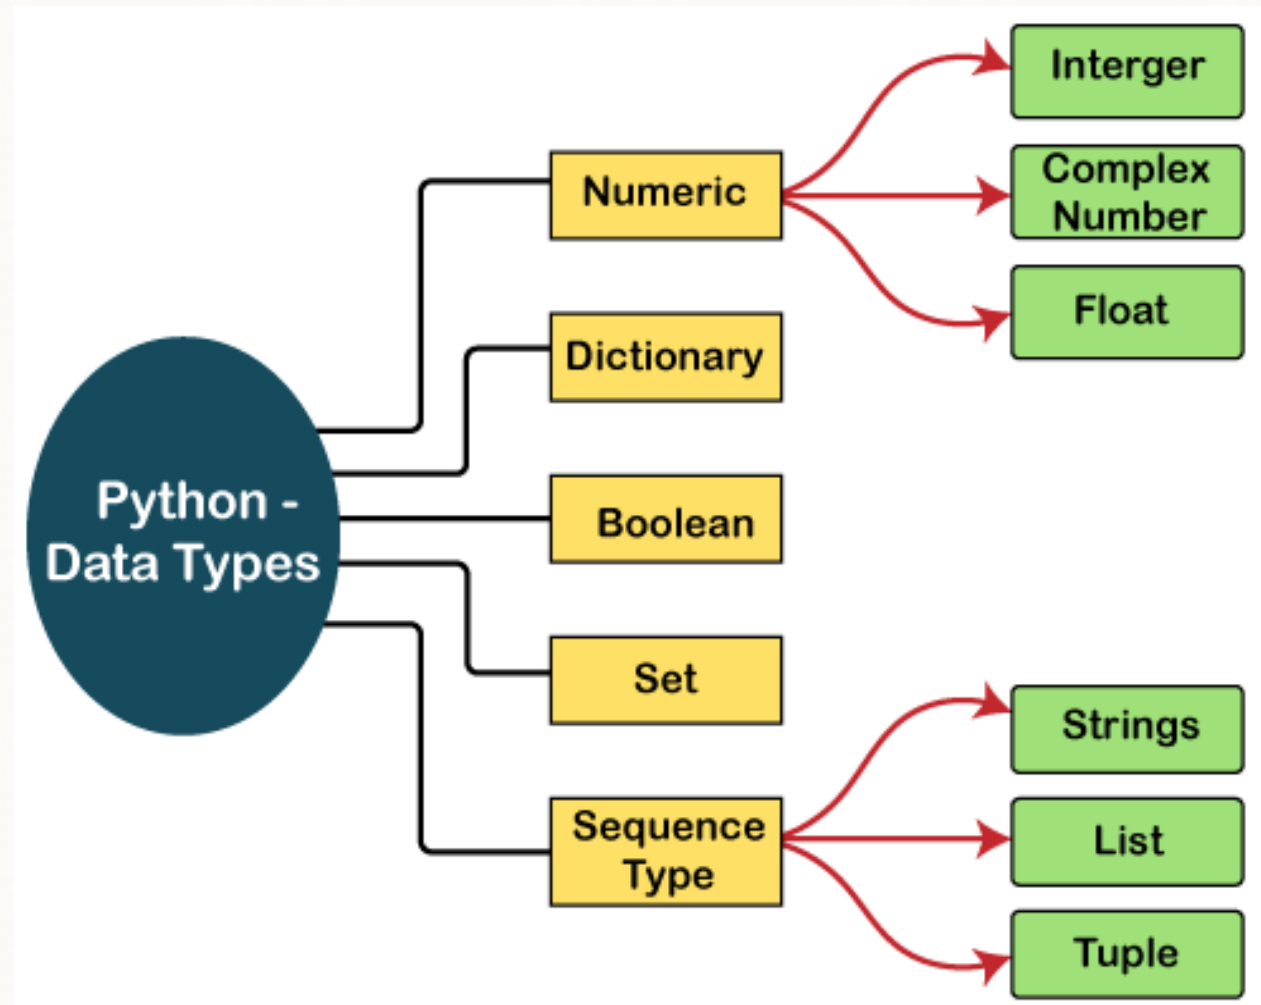 Python -
Data Types
Numeric
Dictionary
Boolean
Set
Sequence
Type
Interger
Complex
Number
Float
Strings
List
Tuple